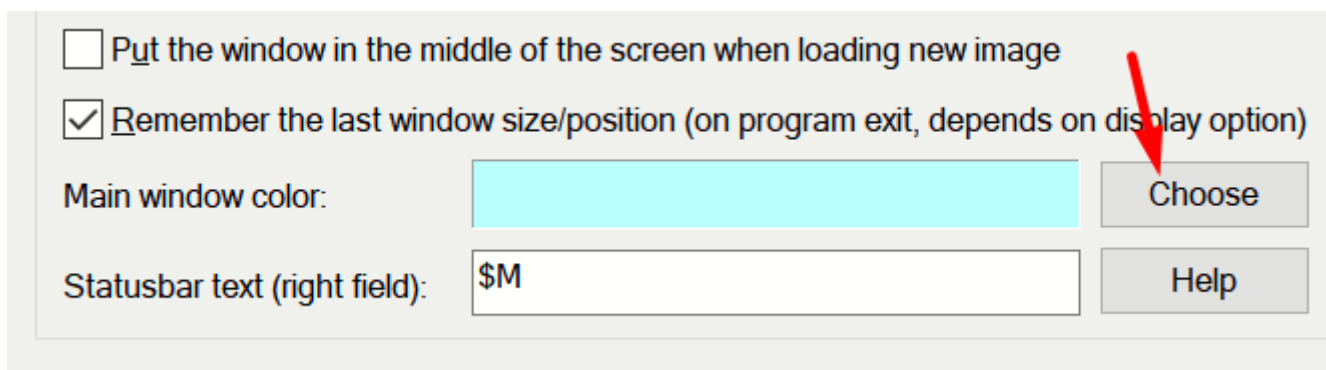 Put the window in the middle of the screen when loading new image
Remember the last window size/position (on program exit, depends on display option)
Main window color:
Choose
Statusbar text (right field):
$M
Help